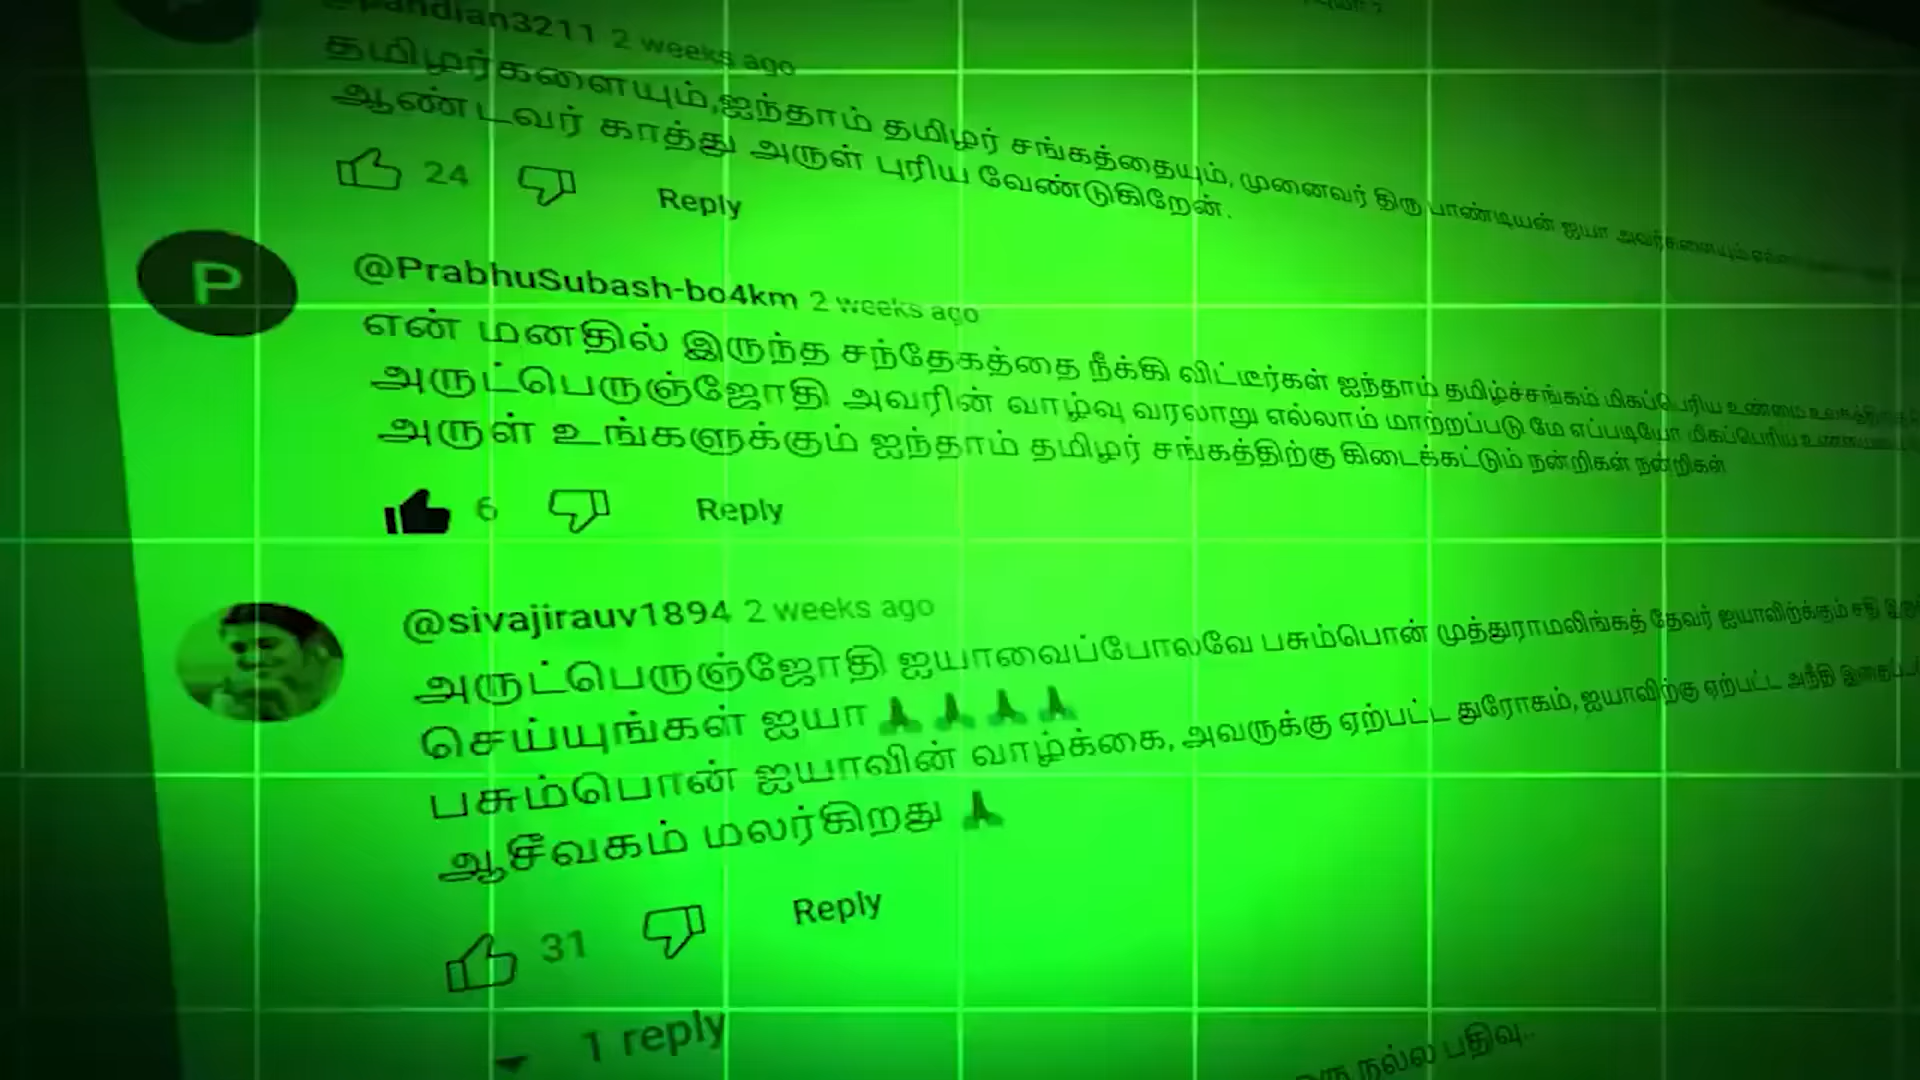 @pandian3211 2 weeks ago
தமிழர்களையும்,ஐந்தாம் தமிழர் சங்கத்தையும், முனைவர் திரு பாண்டியன் ஐயா அவர்களையும்
ஆண்டவர் காத்து அருள் புரிய வேண்டுகிறேன்.
24 Reply
P
@PrabhuSubash-bo4km 2 weeks ago
என் மனதில் இருந்த சந்தேகத்தை நீக்கி விட்டீர்கள் ஐந்தாம் தமிழ்ச்சங்கம் மிகப்பெரிய உண்மை
அருட்பெருஞ்ஜோதி அவரின் வாழ்வு வரலாறு எல்லாம் மாற்றப்படு மே எப்படியோ மிகப்பெரிய
அருள் உங்களுக்கும் ஐந்தாம் தமிழர் சங்கத்திற்கு கிடைக்கட்டும் நன்றிகள் நன்றிகள்
6 Reply
@sivajirauv1894 2 weeks ago
அருட்பெருஞ்ஜோதி ஐயாவைப்போலவே பசும்பொன் முத்துராமலிங்கத் தேவர் ஐயாவிற்க்கும்
செய்யுங்கள் ஐயா 🙏🙏🙏🙏
பசும்பொன் ஐயாவின் வாழ்க்கை, அவருக்கு ஏற்பட்ட துரோகம், ஐயாவிற்கு ஏற்பட்ட அநீதி
ஆசீவகம் மலர்கிறது 🙏
31 Reply
1 reply
நல்ல பதிவு..